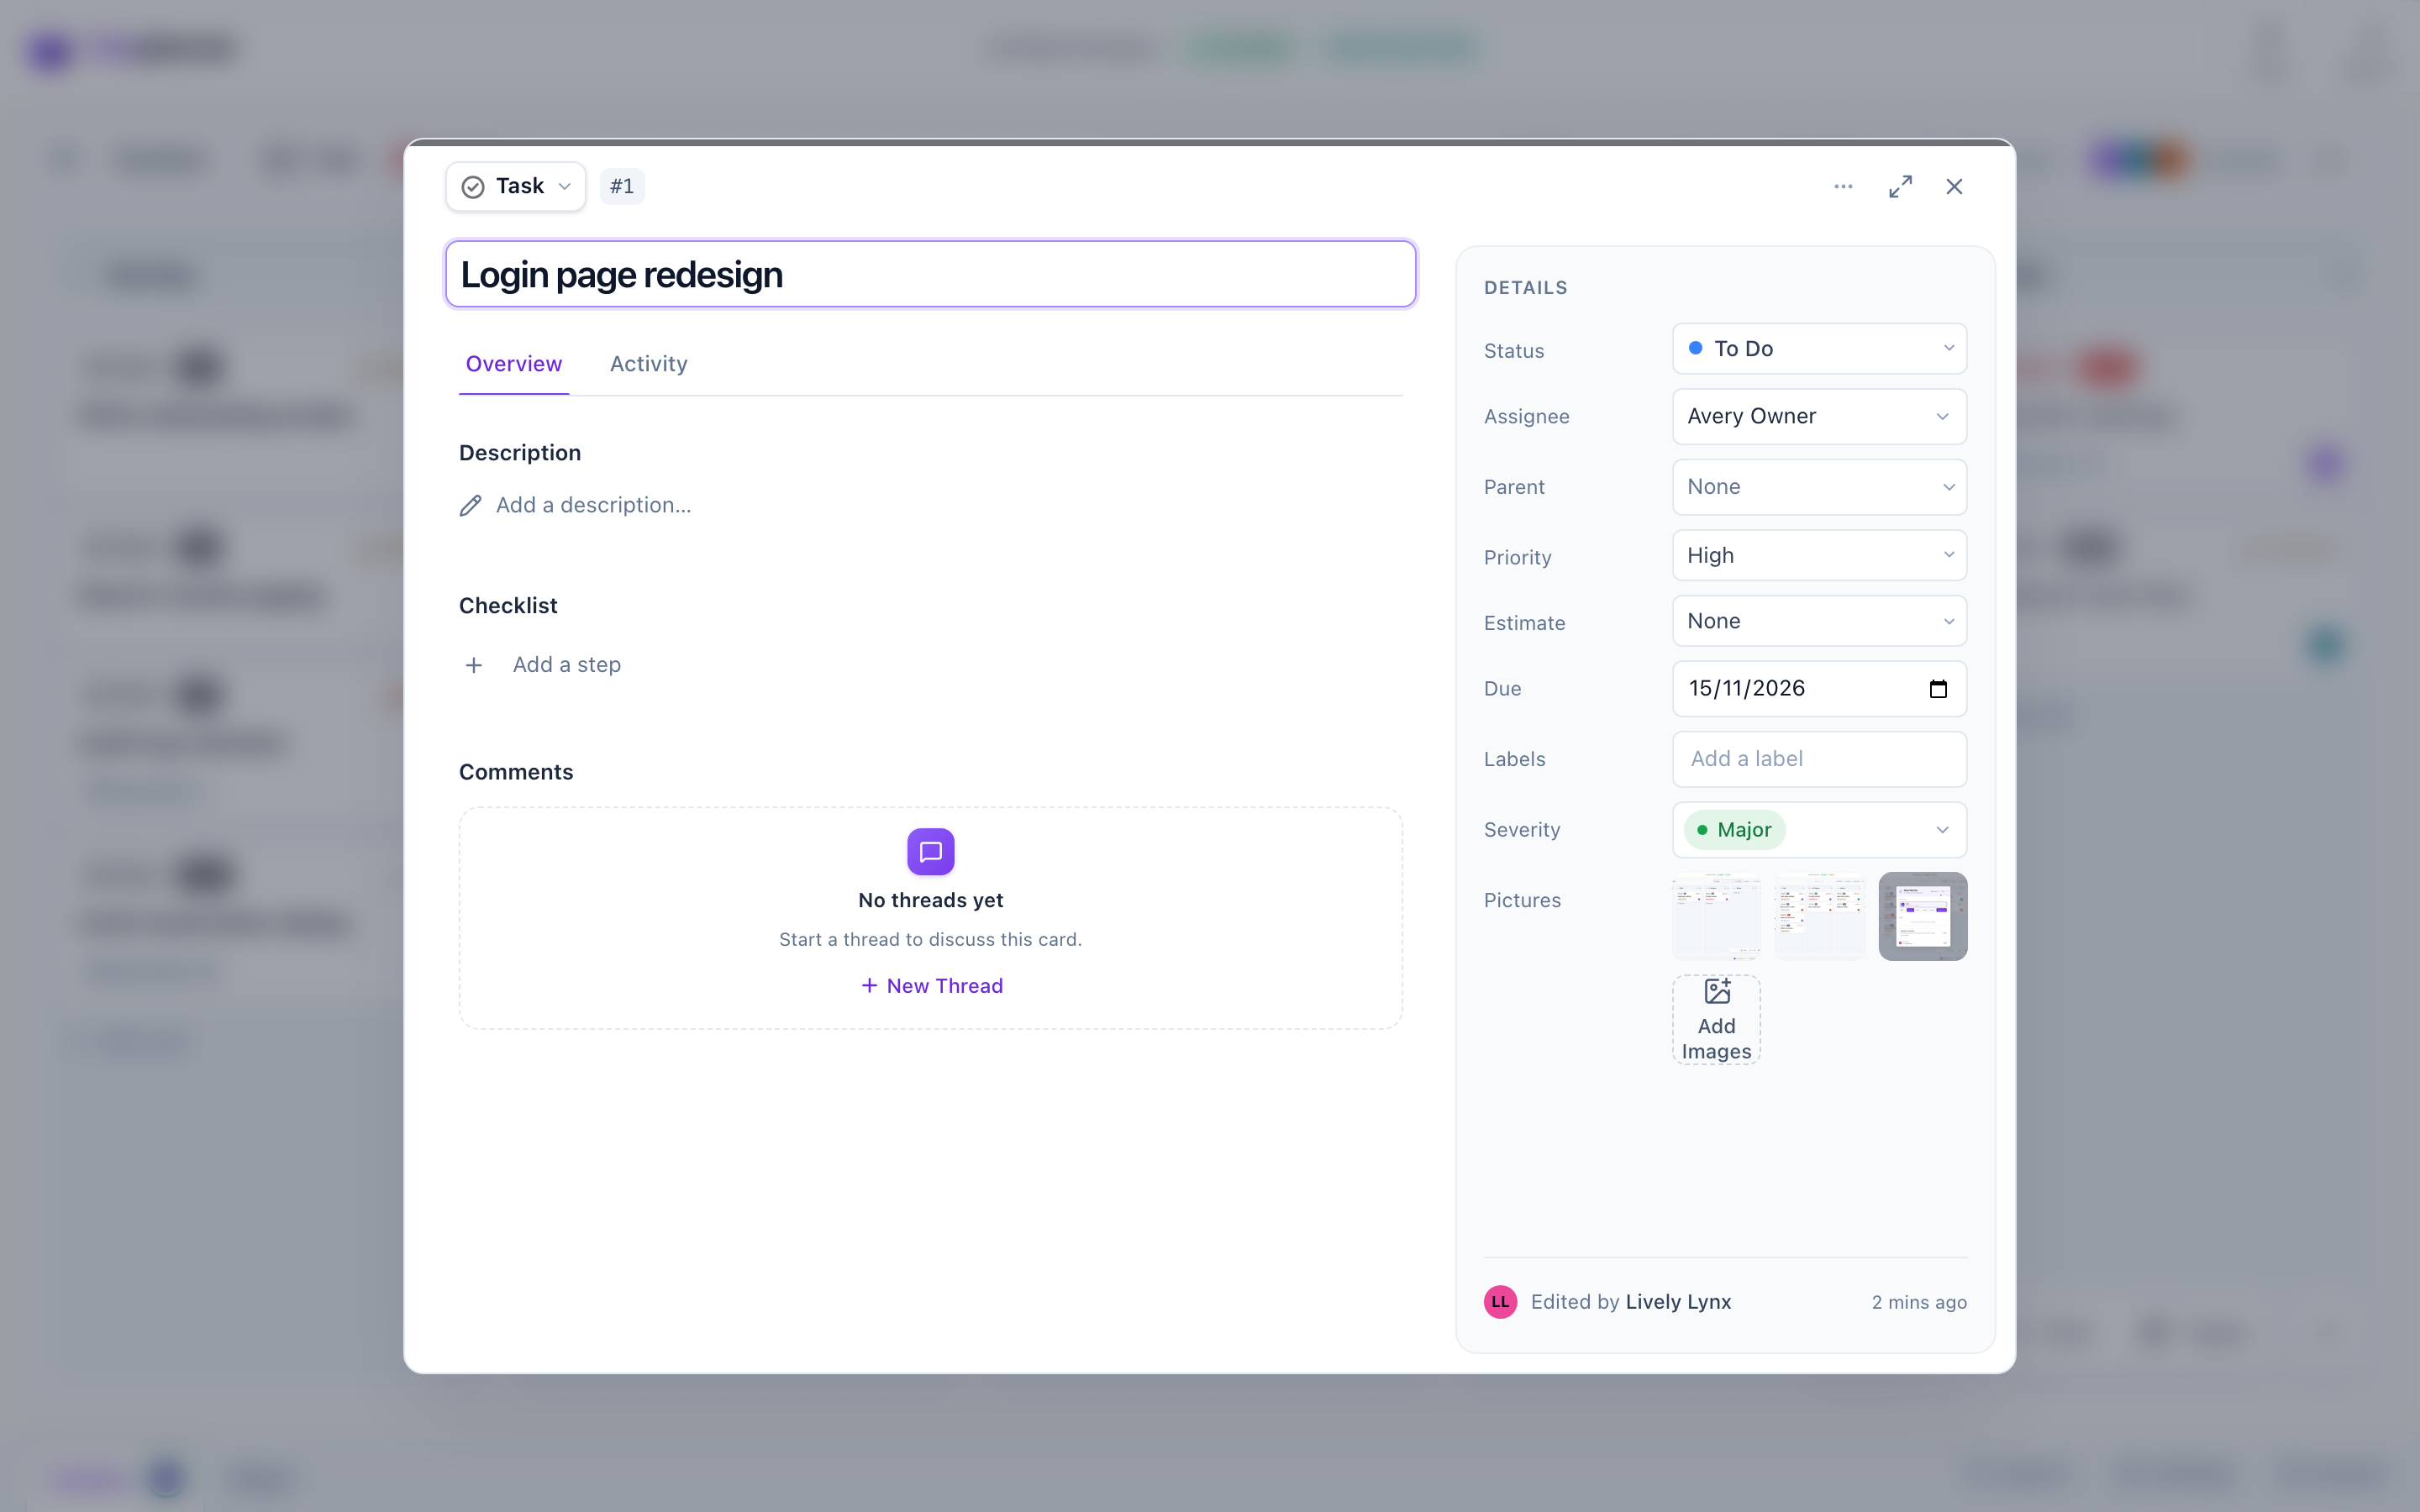 Task
#1
Login page redesign
Overview
Activity
Description
Add a description...
Checklist
Add a step
Comments
No threads yet
Start a thread to discuss this card.
New Thread
DETAILS
Status
To Do
Assignee
Avery Owner
Parent
None
Priority
High
Estimate
None
Due
15/11/2026
Labels
Add a label
Severity
Major
Pictures
Add
Images
LL
Edited by Lively Lynx
2 mins ago